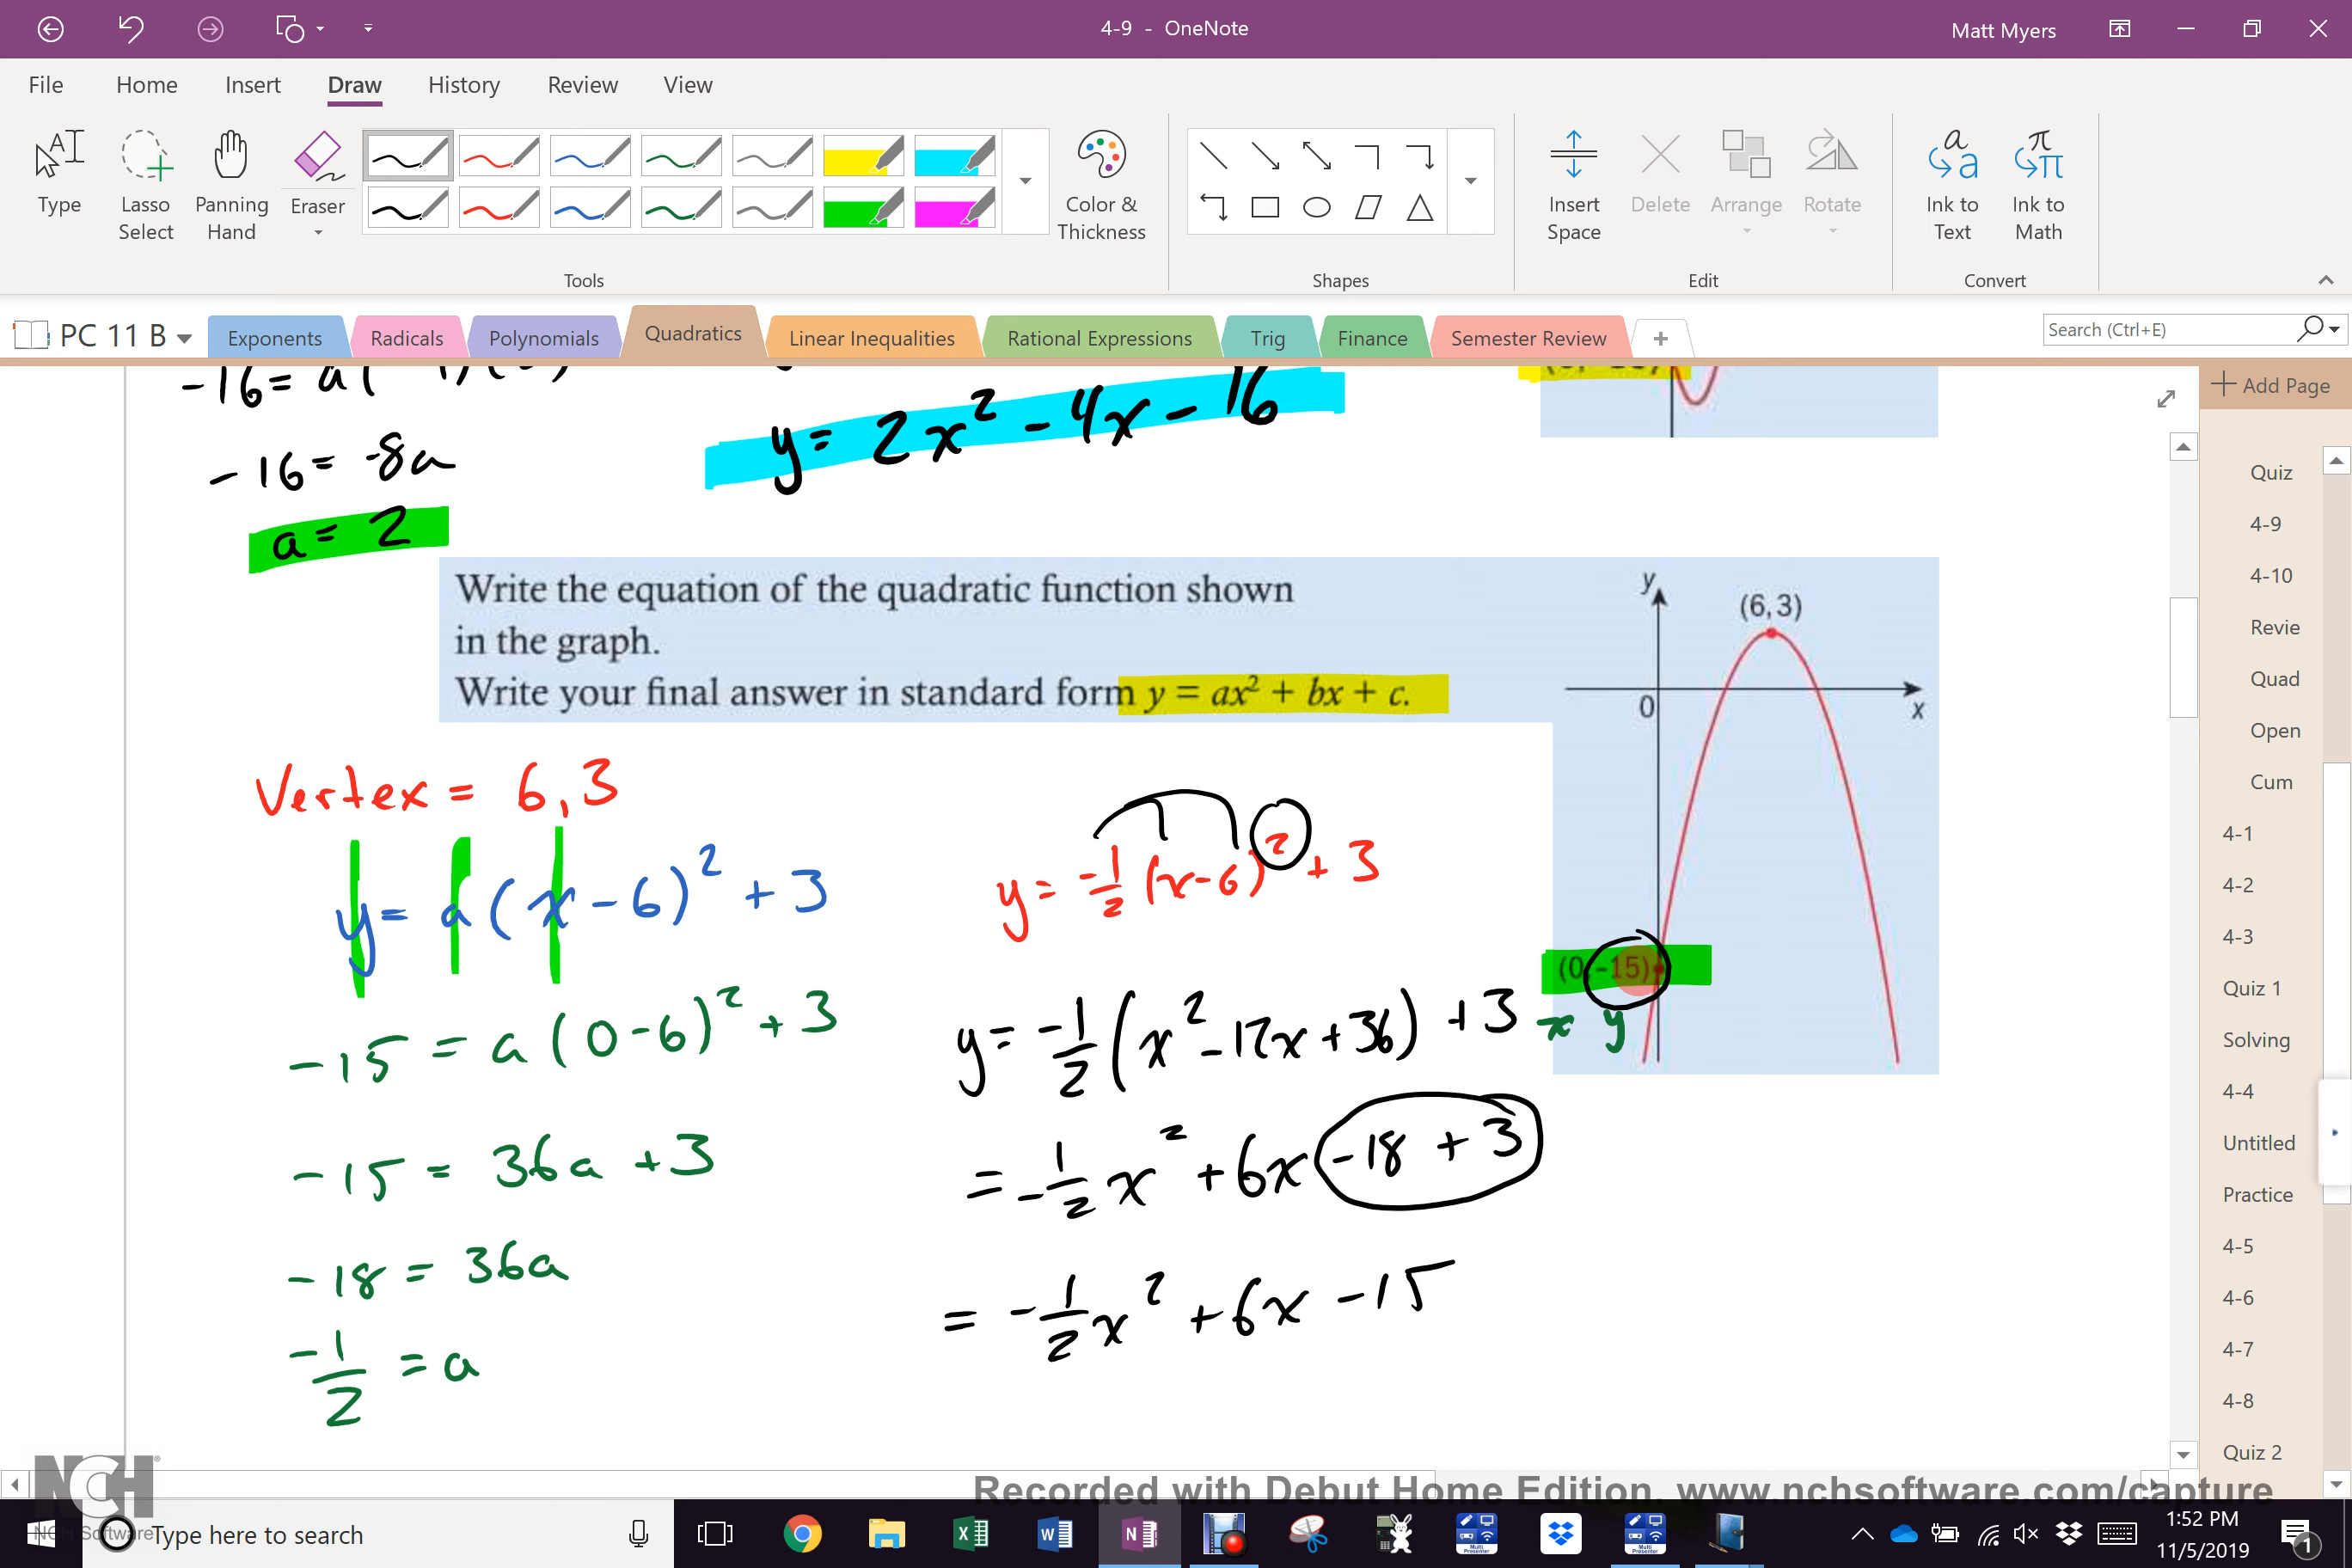 4-9 - OneNote
Matt Myers
File Home Insert Draw History Review View
Type
Lasso Select
Panning Hand
Eraser
Color & Thickness
Insert Space
Delete
Arrange
Rotate
Ink to Text
Ink to Math
Tools
Shapes
Edit
Convert
PC 11 B
Exponents Radicals Polynomials Quadratics Linear Inequalities Rational Expressions Trig Finance Semester Review +
Search (Ctrl+E)
Add Page
Quiz
4-9
4-10
Revie
Quad
Open
Cum
4-1
4-2
4-3
Quiz 1
Solving
4-4
Untitled
Practice
4-5
4-6
4-7
4-8
Quiz 2
-16 = -8a
a = 2
y = 2x² - 4x - 16
Write the equation of the quadratic function shown
in the graph.
Write your final answer in standard form y = ax² + bx + c.
y
(6, 3)
0
x
(0, -15)
x y
Vertex = 6, 3
y = a(x-6)² + 3
-15 = a(0-6)² + 3
-15 = 36a + 3
-18 = 36a
-1/2 = a
y = -1/2(x-6)² + 3
y = -1/2(x² - 12x + 36) + 3
= -1/2x² + 6x - 18 + 3
= -1/2x² + 6x - 15
NCH
NCH Software
Recorded with Debut Home Edition. www.nchsoftware.com/capture
Type here to search
1:52 PM
11/5/2019
1